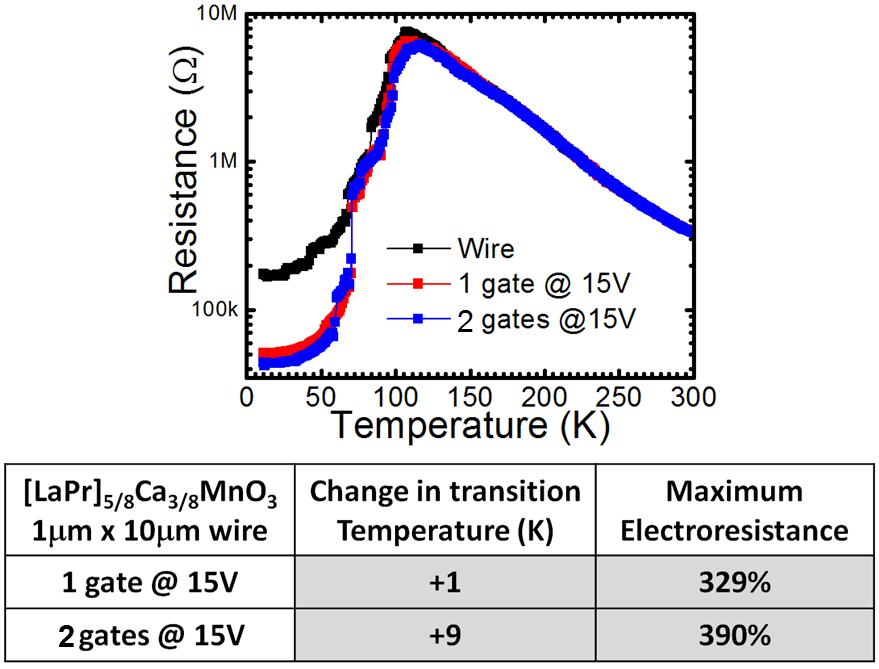 10M
1M
100k
Resistance (Ω)
Wire
1 gate @ 15V
2 gates @15V
0 50 100 150 200 250 300
Temperature (K)
[LaPr]5/8Ca3/8MnO3
1μm x 10μm wire
Change in transition
Temperature (K)
Maximum
Electroresistance
1 gate @ 15V +1 329%
2 gates @ 15V +9 390%